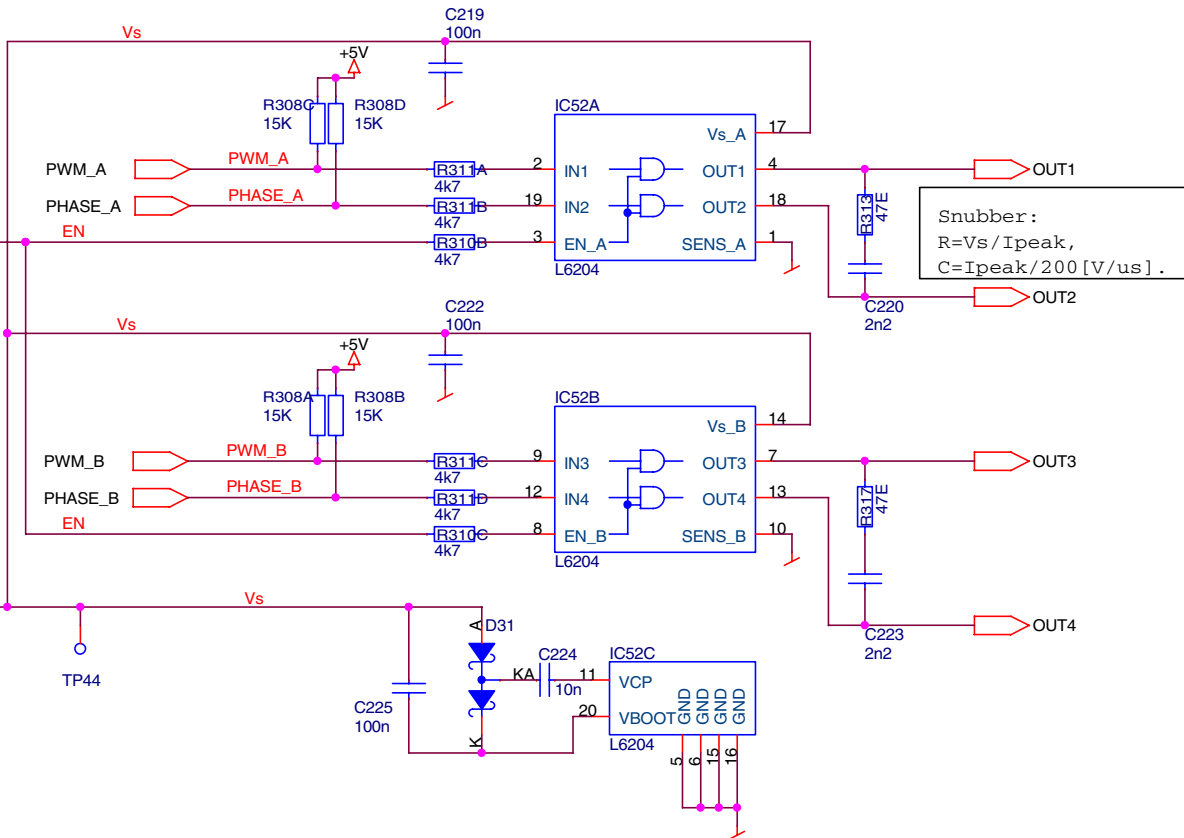 C219
100n
Vs
+5V
R308C
15K
R308D
15K
IC52A
Vs_A
17
PWM_A
PWM_A
R311A
4k7
2
IN1
OUT1
4
OUT1
PHASE_A
PHASE_A
R311B
4k7
19
IN2
OUT2
18
R313
47E
EN
R310B
4k7
3
EN_A
SENS_A
1
L6204
Snubber:
R=Vs/Ipeak,
C=Ipeak/200[V/us].
OUT2
C220
2n2
C222
100n
Vs
+5V
R308A
15K
R308B
15K
IC52B
Vs_B
14
PWM_B
PWM_B
R311C
4k7
9
IN3
OUT3
7
OUT3
PHASE_B
PHASE_B
R311D
4k7
12
IN4
OUT4
13
R317
47E
EN
R310C
4k7
8
EN_B
SENS_B
10
L6204
Vs
A
D31
OUT4
C223
2n2
TP44
C224
10n
KA
IC52C
11
VCP
C225
100n
20
VBOOT
GND
GND
GND
GND
K
L6204
5
6
15
16